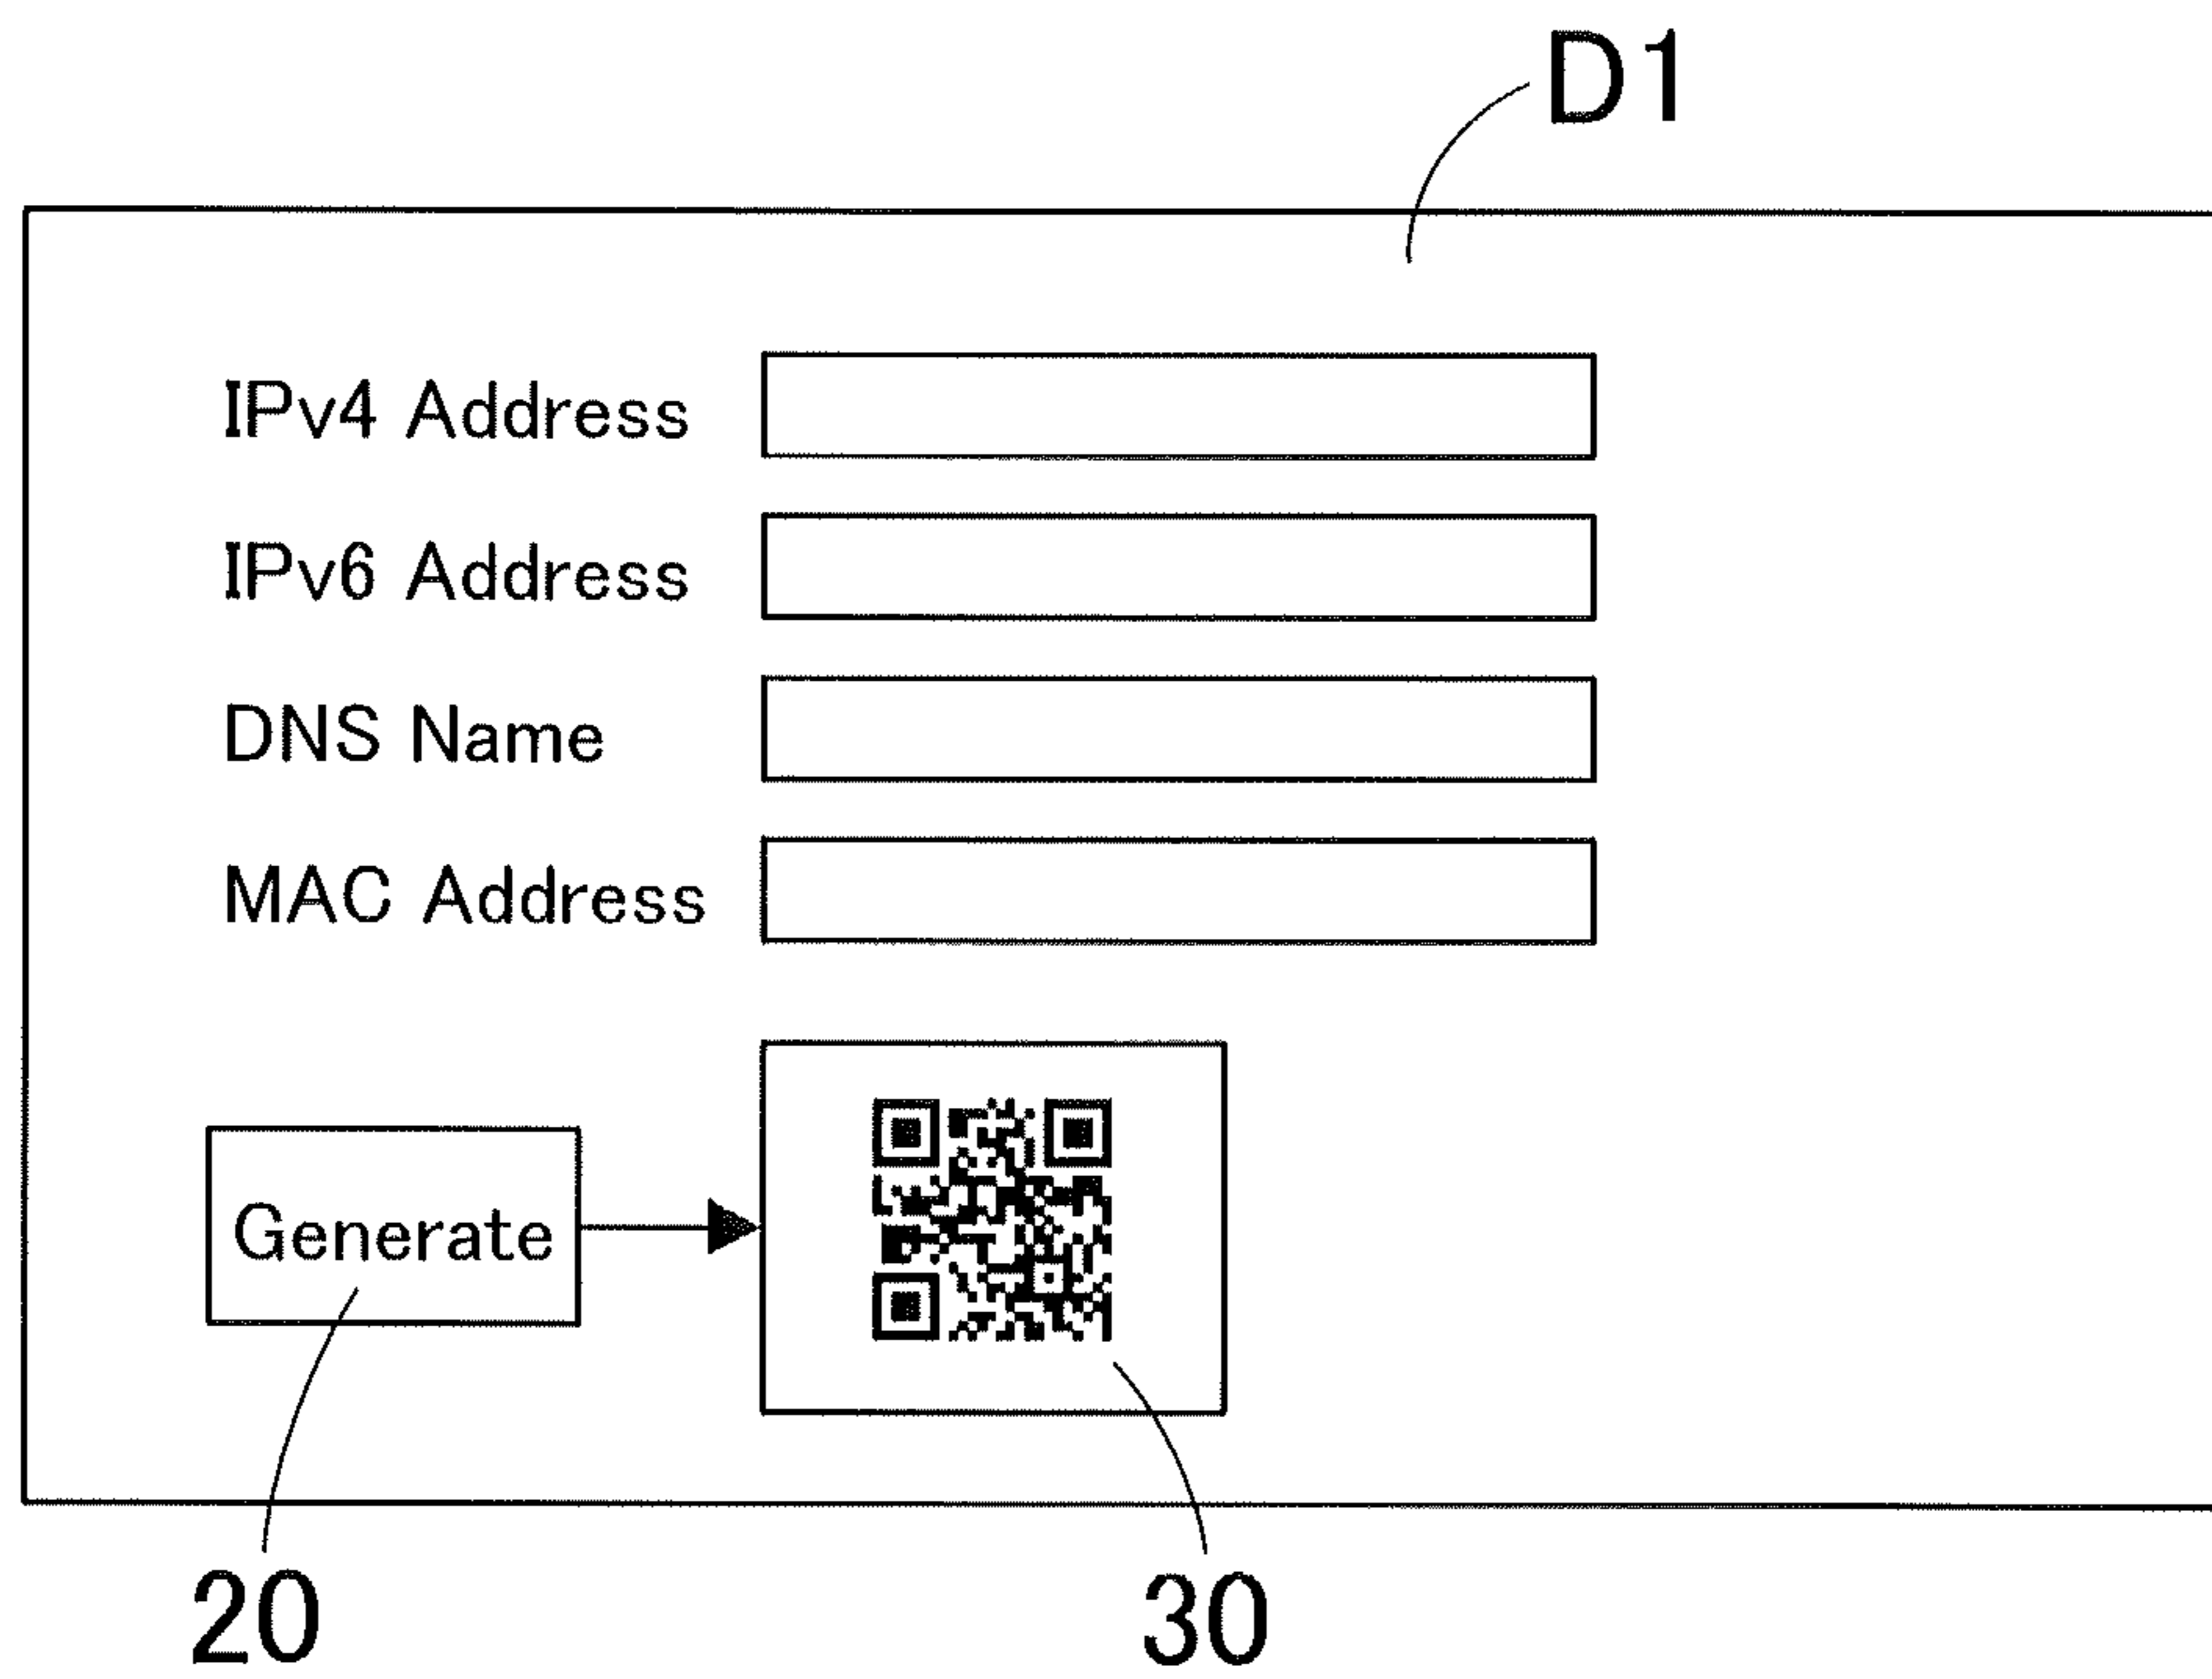 D1
IPv4 Address
IPv6 Address
DNS Name
MAC Address
Generate
20
30